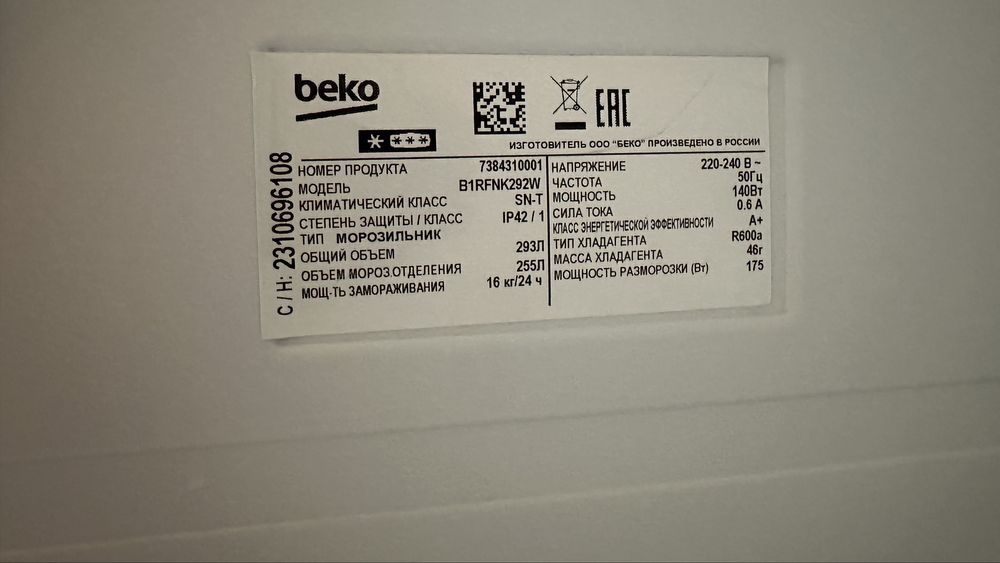 beko
EAC
ИЗГОТОВИТЕЛЬ ООО "БЕКО" ПРОИЗВЕДЕНО В РОССИИ
С / Н: 2310696108
НОМЕР ПРОДУКТА 7384310001
МОДЕЛЬ B1RFNK292W
КЛИМАТИЧЕСКИЙ КЛАСС SN-T
СТЕПЕНЬ ЗАЩИТЫ / КЛАСС IP42 / 1
ТИП МОРОЗИЛЬНИК
ОБЩИЙ ОБЪЕМ 293Л
ОБЪЕМ МОРОЗ.ОТДЕЛЕНИЯ 255Л
МОЩ-ТЬ ЗАМОРАЖИВАНИЯ 16 кг/24 ч
НАПРЯЖЕНИЕ 220-240 В ~
ЧАСТОТА 50Гц
МОЩНОСТЬ 140Вт
СИЛА ТОКА 0.6 А
КЛАСС ЭНЕРГЕТИЧЕСКОЙ ЭФФЕКТИВНОСТИ А+
ТИП ХЛАДАГЕНТА R600a
МАССА ХЛАДАГЕНТА 46г
МОЩНОСТЬ РАЗМОРОЗКИ (Вт) 175